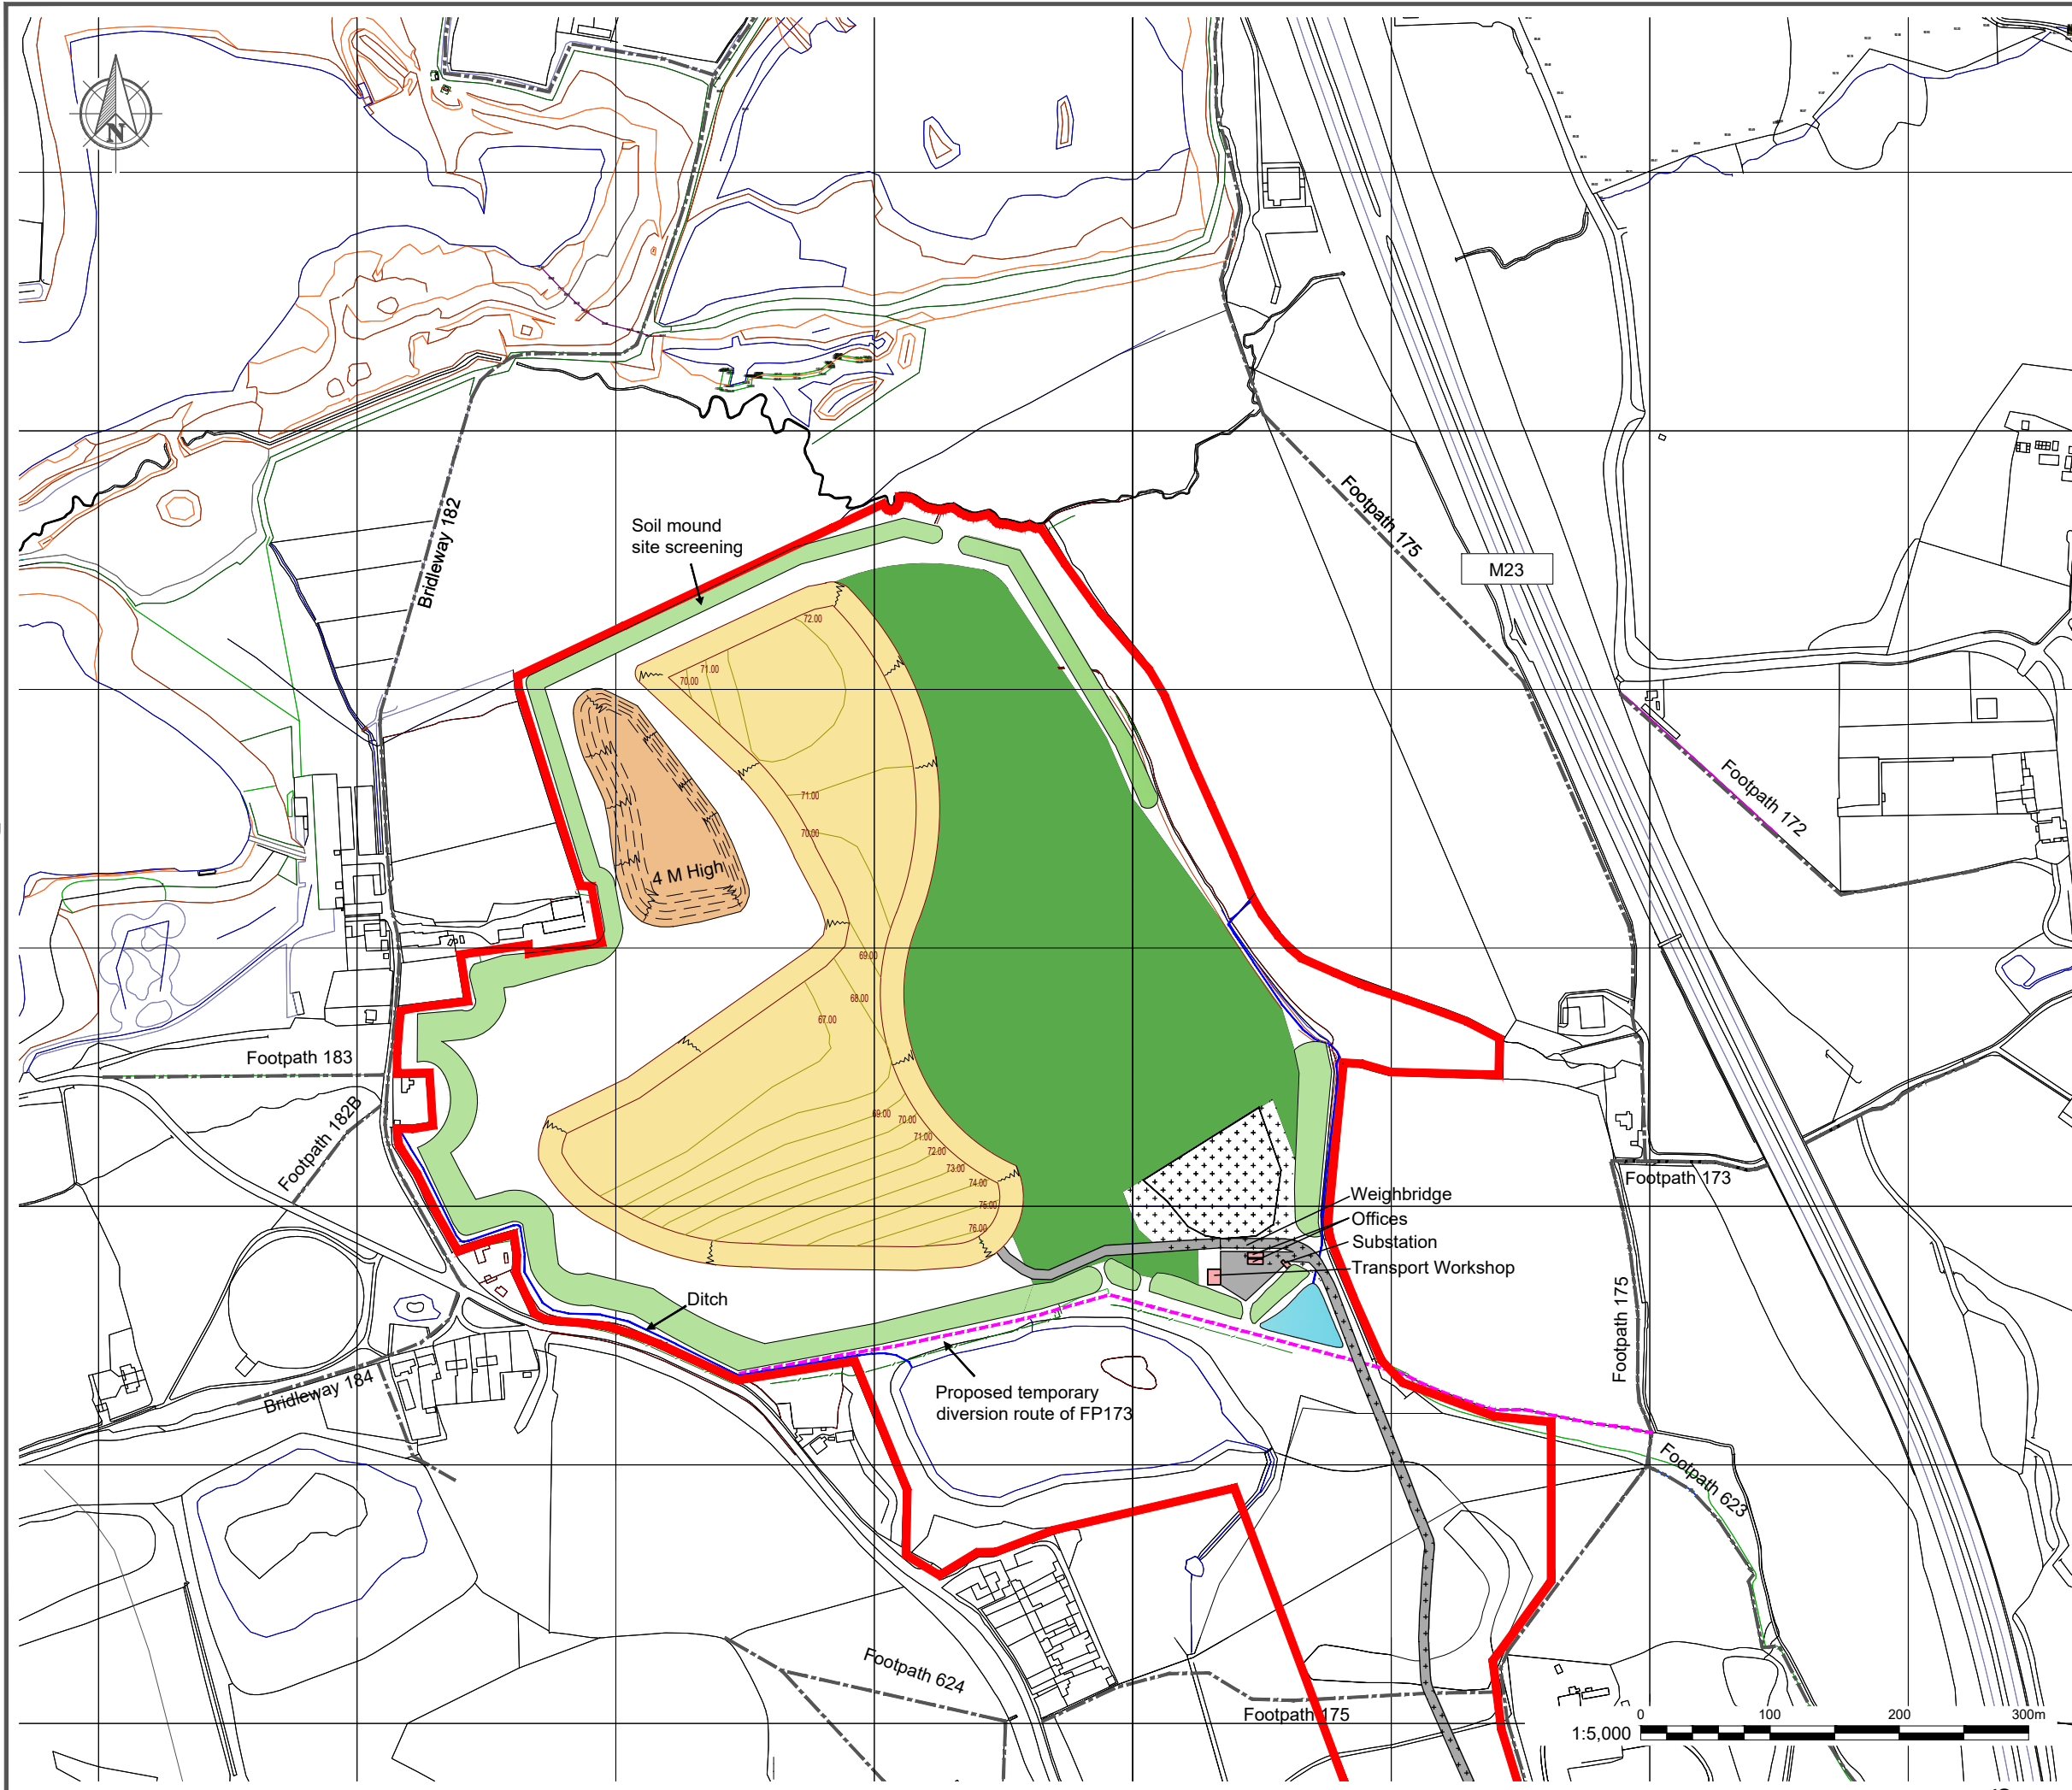 N
Soil mound
site screening
Bridleway 182
Footpath 175
M23
72.00
71.00
70.00
Footpath 172
71.00
70.00
4 M High
69.00
68.00
67.00
Footpath 183
Footpath 182B
69.00
70.00
71.00
72.00
73.00
74.00
75.00
76.00
Footpath 173
Weighbridge
Offices
Substation
Transport Workshop
Ditch
Footpath 175
Bridleway 184
Proposed temporary
diversion route of FP173
Footpath 623
Footpath 624
Footpath 175
0 100 200 300m
1:5,000